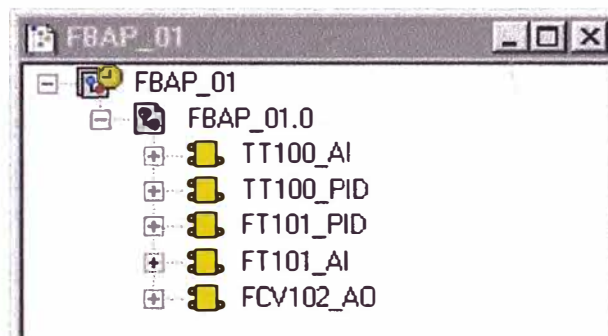 FBAP_01
FBAP_01
FBAP_01.0
TT100_AI
TT100_PID
FT101_PID
FT101_AI
FCV102_AO